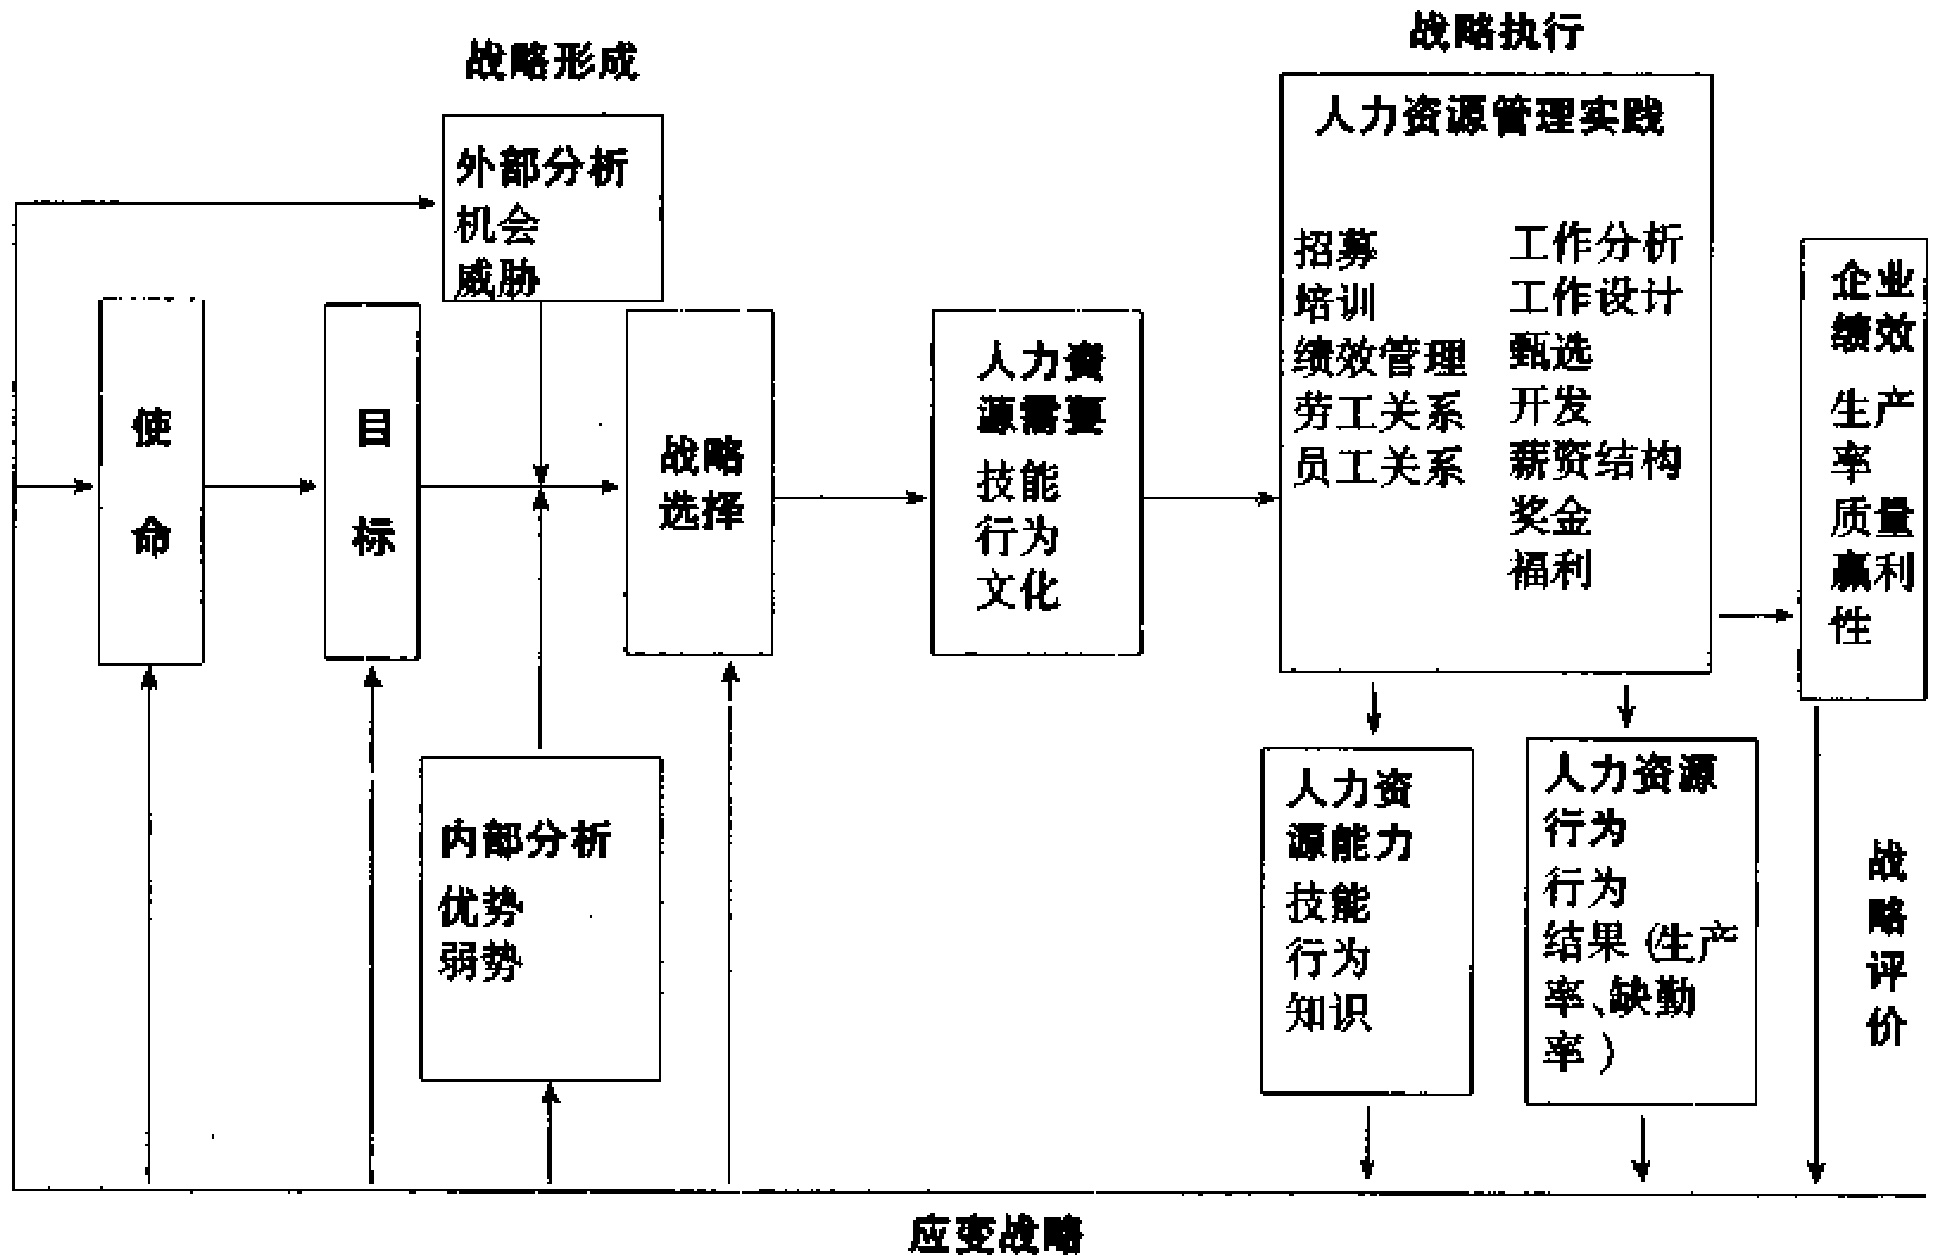 战略形成
战略执行
外部分析
机会
威胁
使
命
目
标
战略
选择
内部分析
优势
弱势
人力资
源需要
技能
行为
文化
人力资源管理实践
招募
培训
绩效管理
劳工关系
员工关系
工作分析
工作设计
甄选
开发
薪资结构
奖金
福利
企业
绩效
生产
率
质量
赢利
性
人力资
源能力
技能
行为
知识
人力资源
行为
行为
结果(生产
率、缺勤
率)
战
略
评
价
应变战略